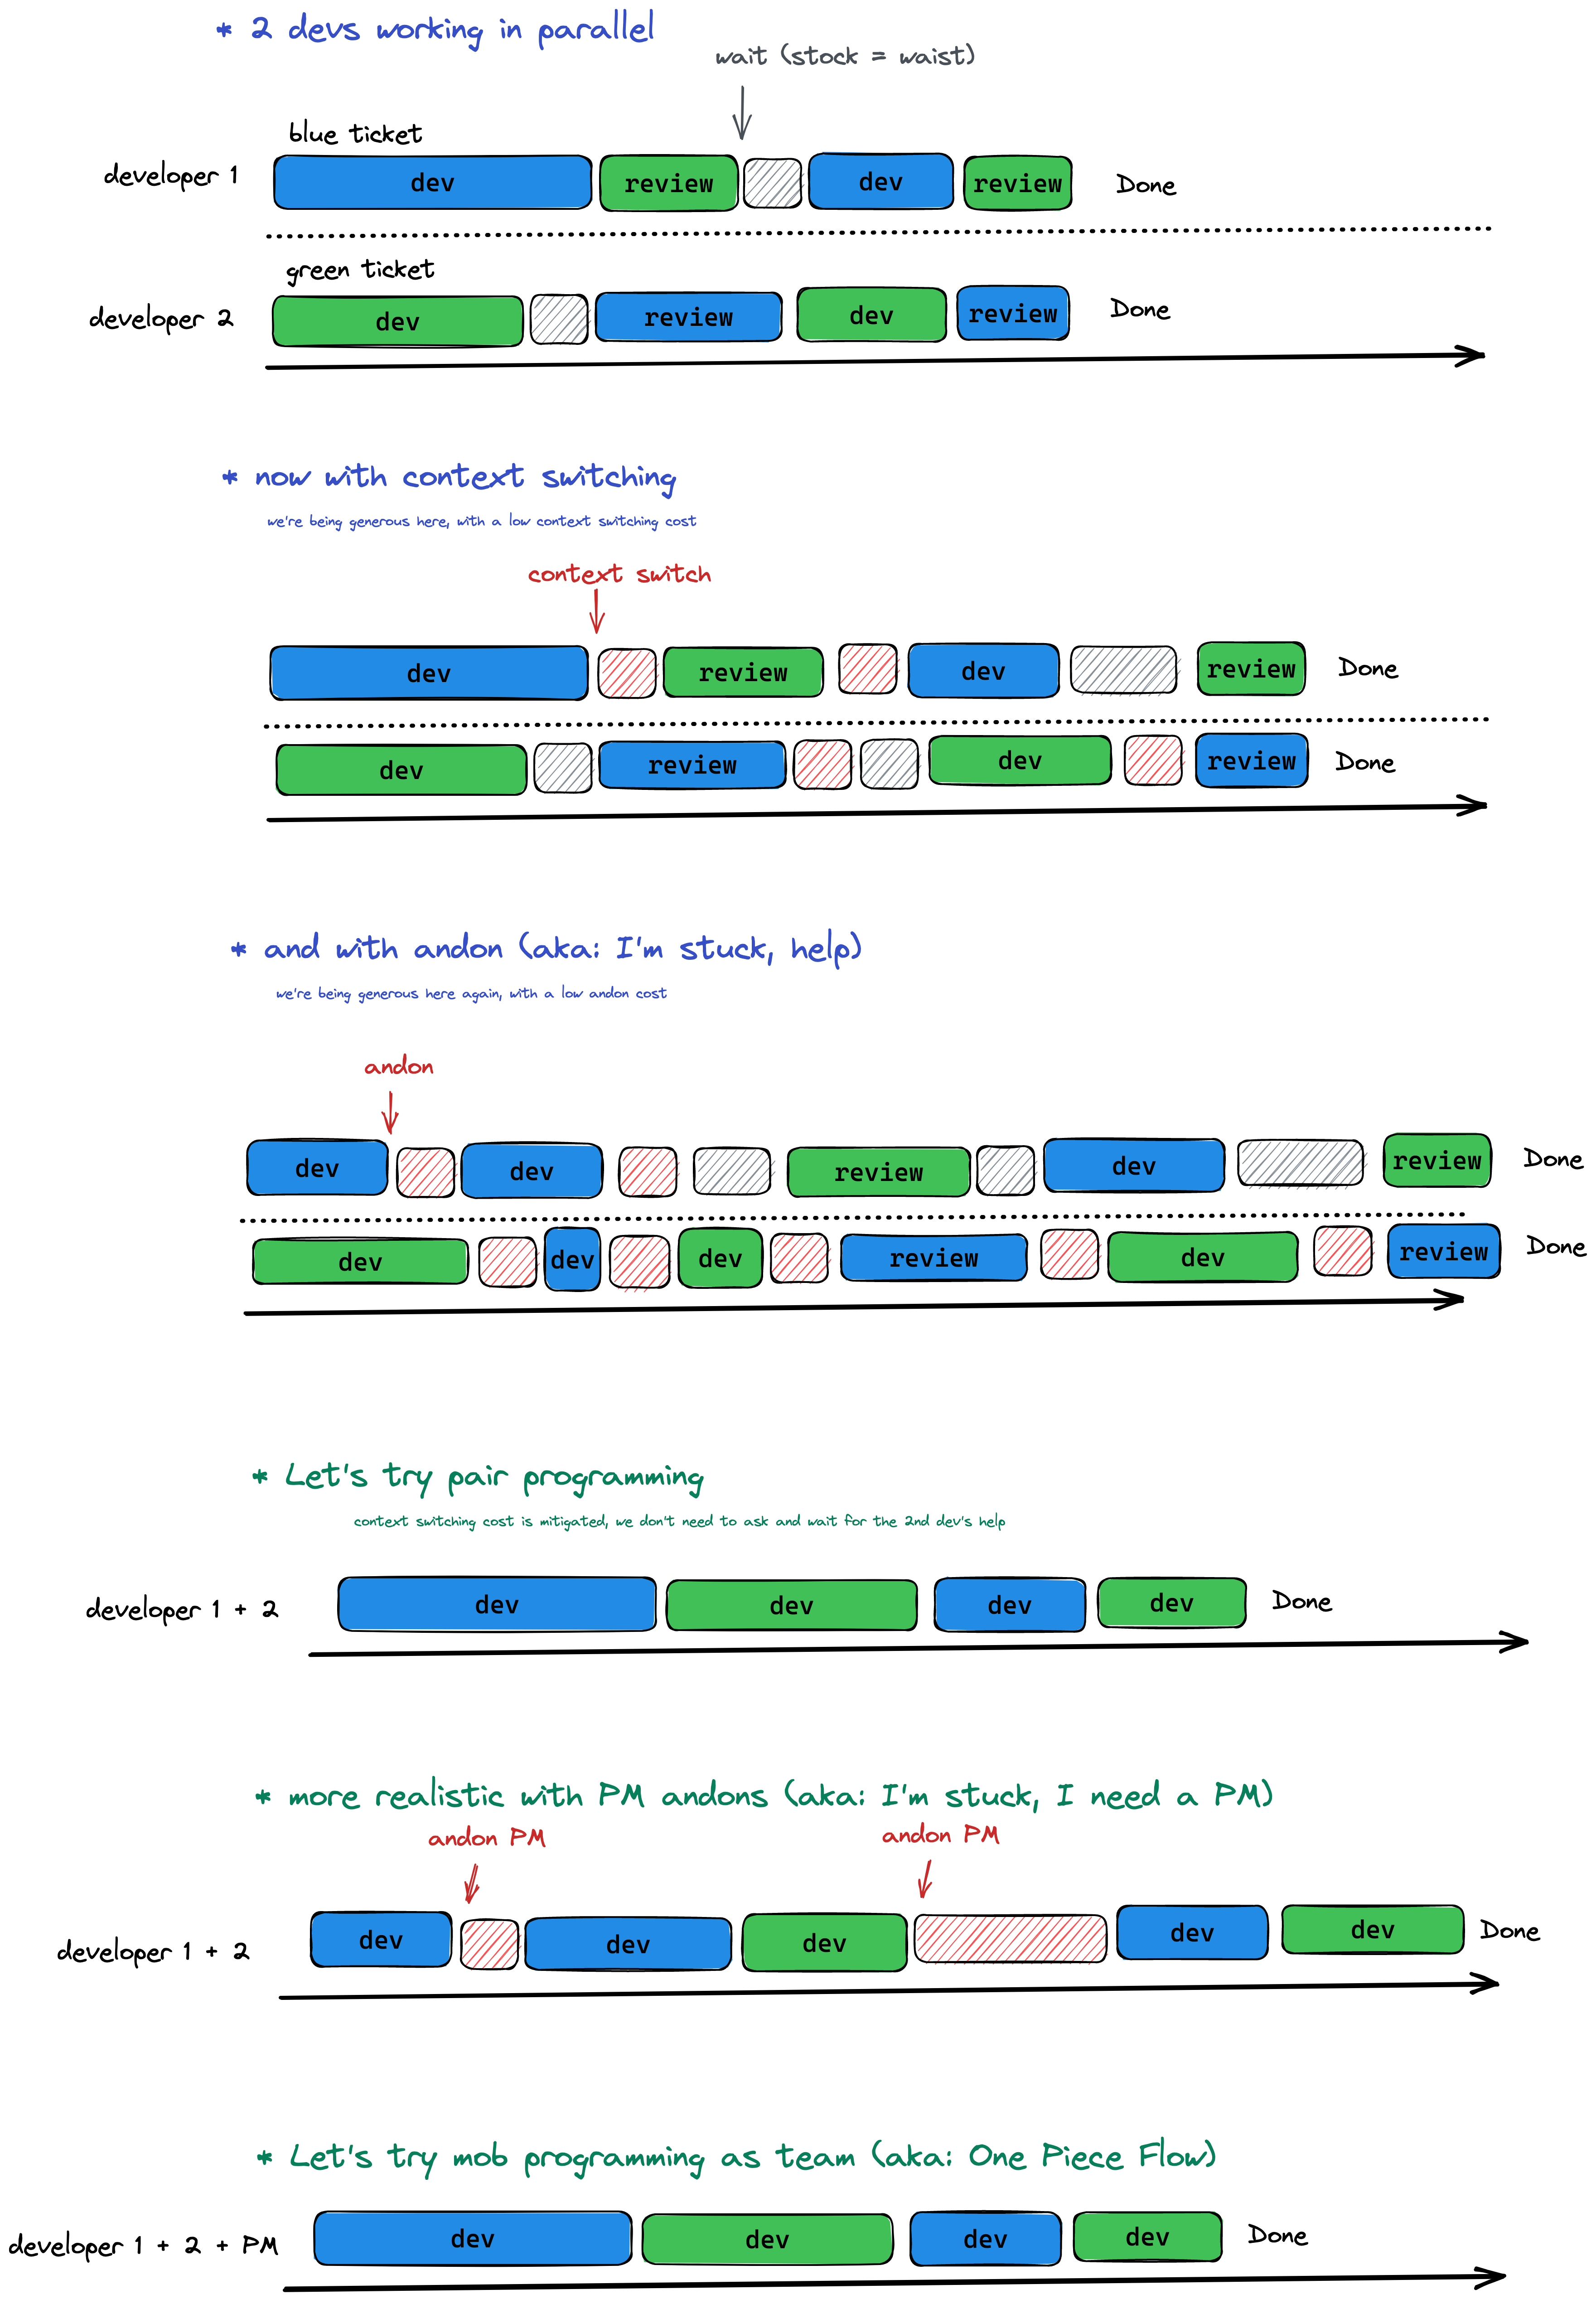 * 2 devs working in parallel
wait (stock = waist)
blue ticket
developer 1 dev review dev review Done
green ticket
developer 2 dev review dev review Done
* now with context switching
we're being generous here, with a low context switching cost
context switch
dev review dev review Done
dev review dev review Done
* and with andon (aka: I'm stuck, help)
we're being generous here again, with a low andon cost
andon
dev dev review dev review Done
dev dev dev review dev review Done
* Let's try pair programming
context switching cost is mitigated, we don't need to ask and wait for the 2nd dev's help
developer 1 + 2 dev dev dev dev Done
* more realistic with PM andons (aka: I'm stuck, I need a PM)
andon PM andon PM
developer 1 + 2 dev dev dev dev dev Done
* Let's try mob programming as team (aka: One Piece Flow)
developer 1 + 2 + PM dev dev dev dev Done